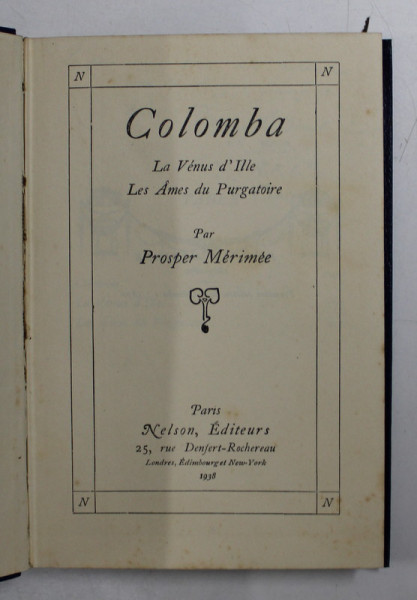 N N
Colomba
La Vénus d'Ille
Les Âmes du Purgatoire
Par
Prosper Mérimée
Paris
Nelson, Éditeurs
25, rue Denfert-Rochereau
Londres, Édimbourg et New-York
1938
N N